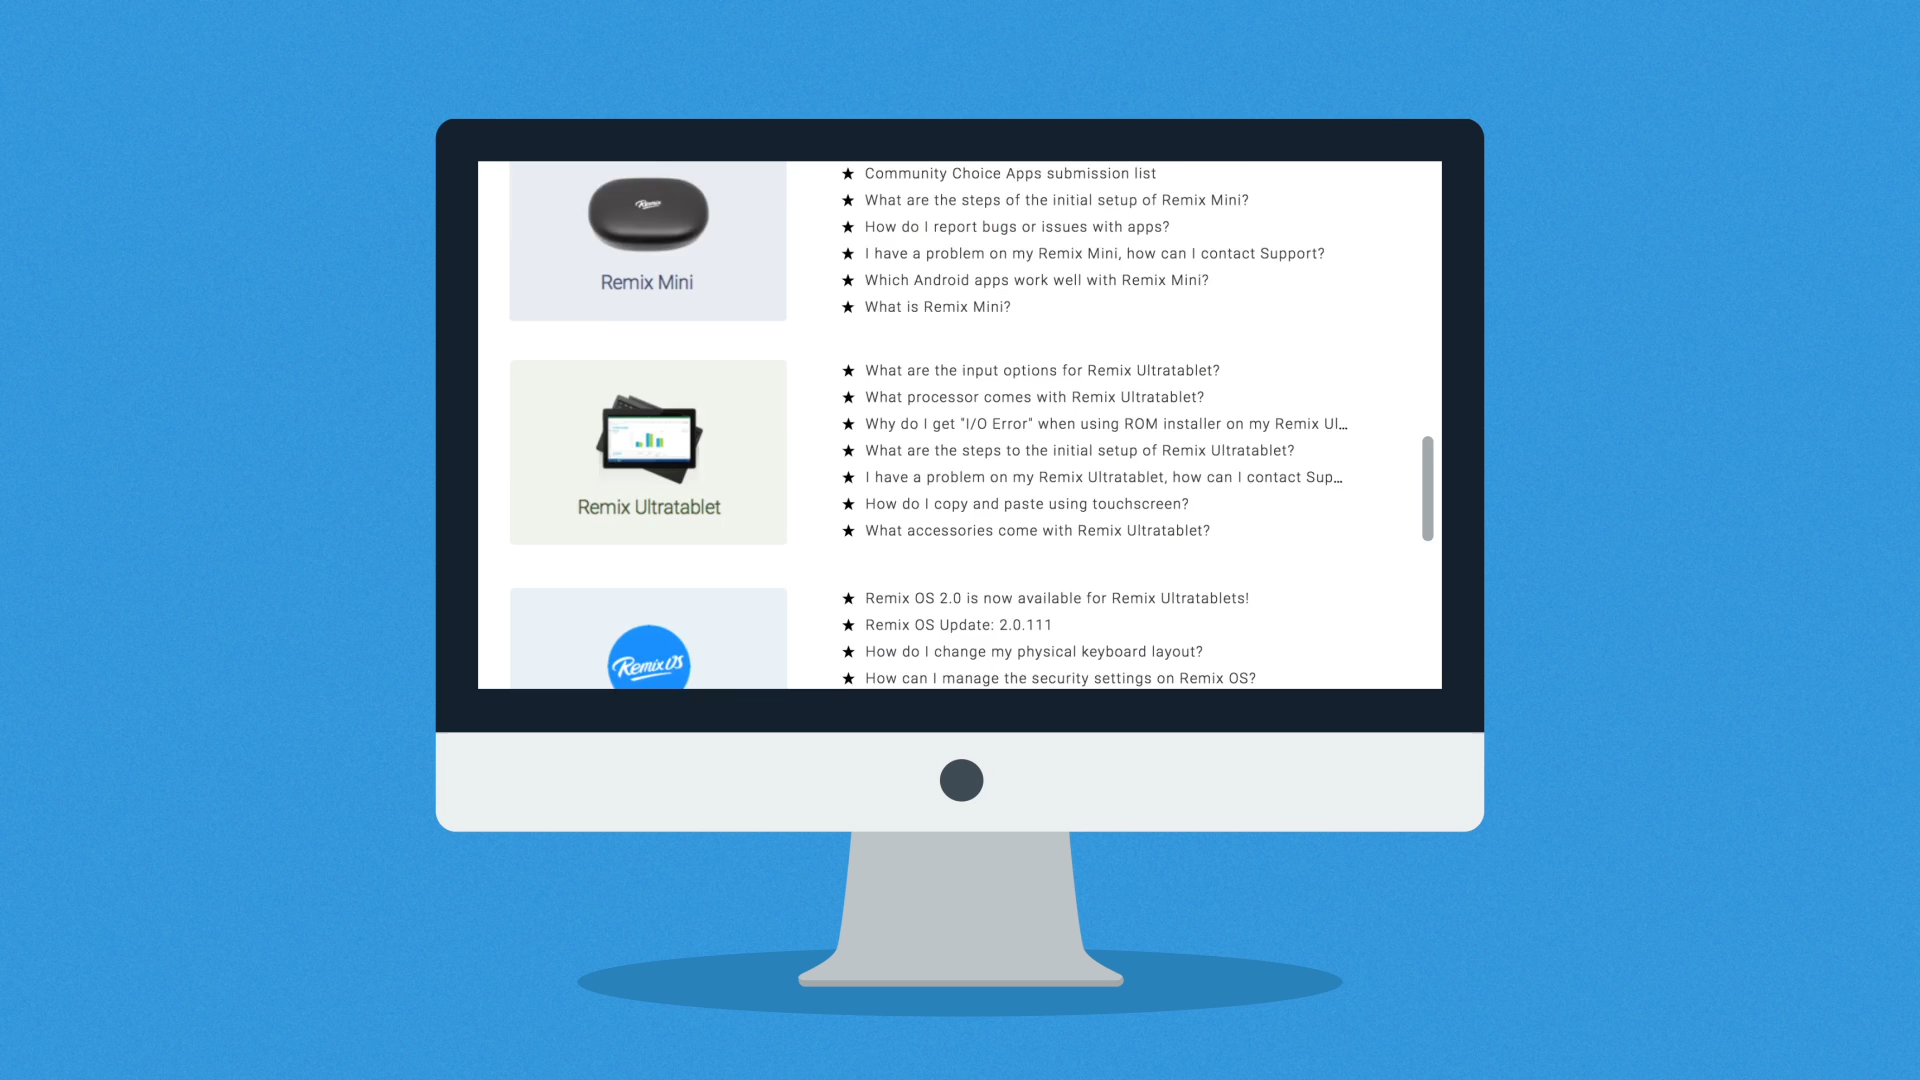 Remix
Remix Mini
★ Community Choice Apps submission list
★ What are the steps of the initial setup of Remix Mini?
★ How do I report bugs or issues with apps?
★ I have a problem on my Remix Mini, how can I contact Support?
★ Which Android apps work well with Remix Mini?
★ What is Remix Mini?
Remix Ultratablet
★ What are the input options for Remix Ultratablet?
★ What processor comes with Remix Ultratablet?
★ Why do I get "I/O Error" when using ROM installer on my Remix Ul...
★ What are the steps to the initial setup of Remix Ultratablet?
★ I have a problem on my Remix Ultratablet, how can I contact Sup...
★ How do I copy and paste using touchscreen?
★ What accessories come with Remix Ultratablet?
Remix OS
★ Remix OS 2.0 is now available for Remix Ultratablets!
★ Remix OS Update: 2.0.111
★ How do I change my physical keyboard layout?
★ How can I manage the security settings on Remix OS?